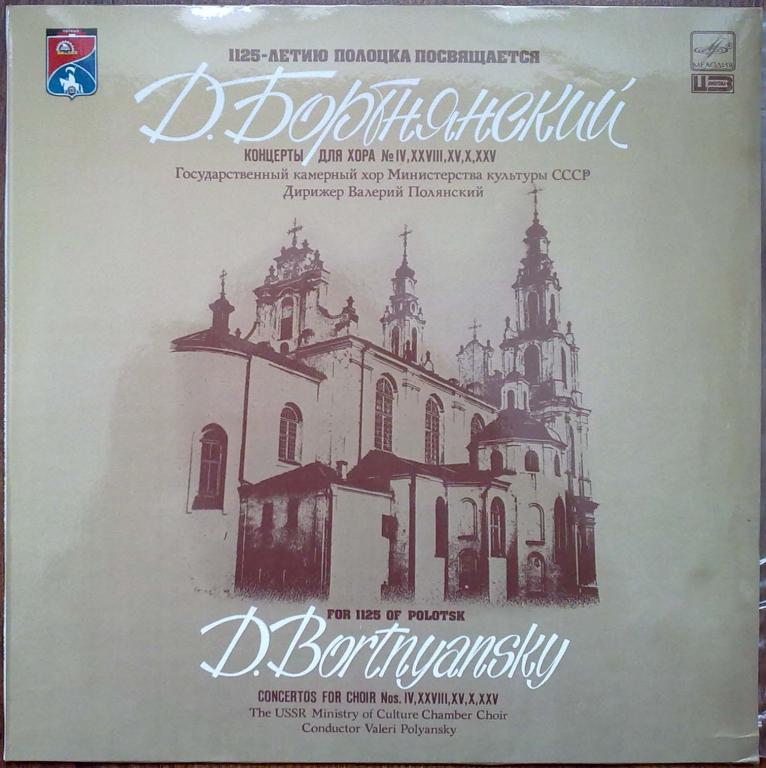 1125-ЛЕТИЮ ПОЛОЦКА ПОСВЯЩАЕТСЯ
МЕЛОДИЯ
Д. Бортнянский
КОНЦЕРТЫ ДЛЯ ХОРА № IV, XXVIII, XV, X, XXV
Государственный камерный хор Министерства культуры СССР
Дирижер Валерий Полянский
FOR 1125 OF POLOTSK
D. Bortnyansky
CONCERTOS FOR CHOIR Nos. IV, XXVIII, XV, X, XXV
The USSR Ministry of Culture Chamber Choir
Conductor Valeri Polyansky